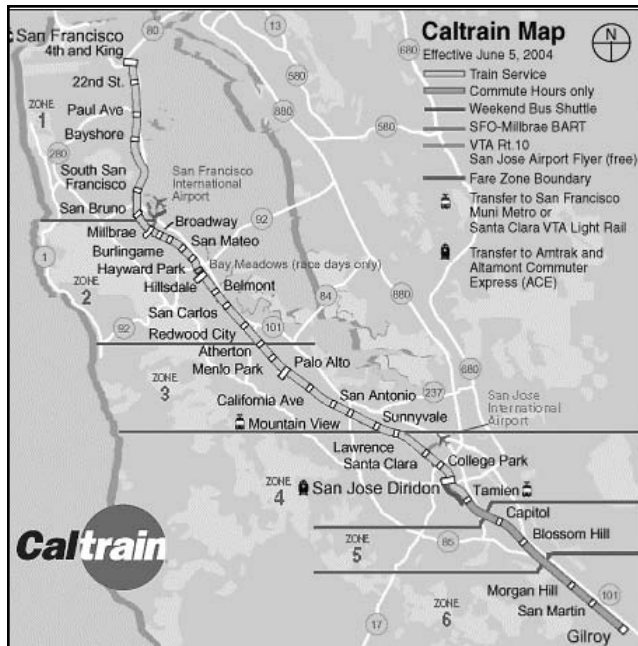 San Francisco
4th and King
22nd St.
Paul Ave
Bayshore
South San
Francisco
San Bruno
Millbrae
Burlingame
Hayward Park
Hillsdale
San Carlos
Redwood City
Atherton
Menlo Park
California Ave
Mountain View
Lawrence
Santa Clara
San Jose Diridon
San Francisco
International
Airport
Broadway
San Mateo
Bay Meadows (race days only)
Belmont
Palo Alto
San Antonio
Sunnyvale
San Jose
International
Airport
College Park
Tamien
Capitol
Blossom Hill
Morgan Hill
San Martin
Gilroy
ZONE
1
ZONE
2
ZONE
3
ZONE
4
ZONE
5
ZONE
6
80
13
680
580
880
580
280
92
1
92
84
880
101
680
237
85
101
17
Caltrain Map
N
Effective June 5, 2004
Train Service
Commute Hours only
Weekend Bus Shuttle
SFO-Millbrae BART
VTA Rt.10
San Jose Airport Flyer (free)
Fare Zone Boundary
Transfer to San Francisco
Muni Metro or
Santa Clara VTA Light Rail
Transfer to Amtrak and
Altamont Commuter
Express (ACE)
Caltrain